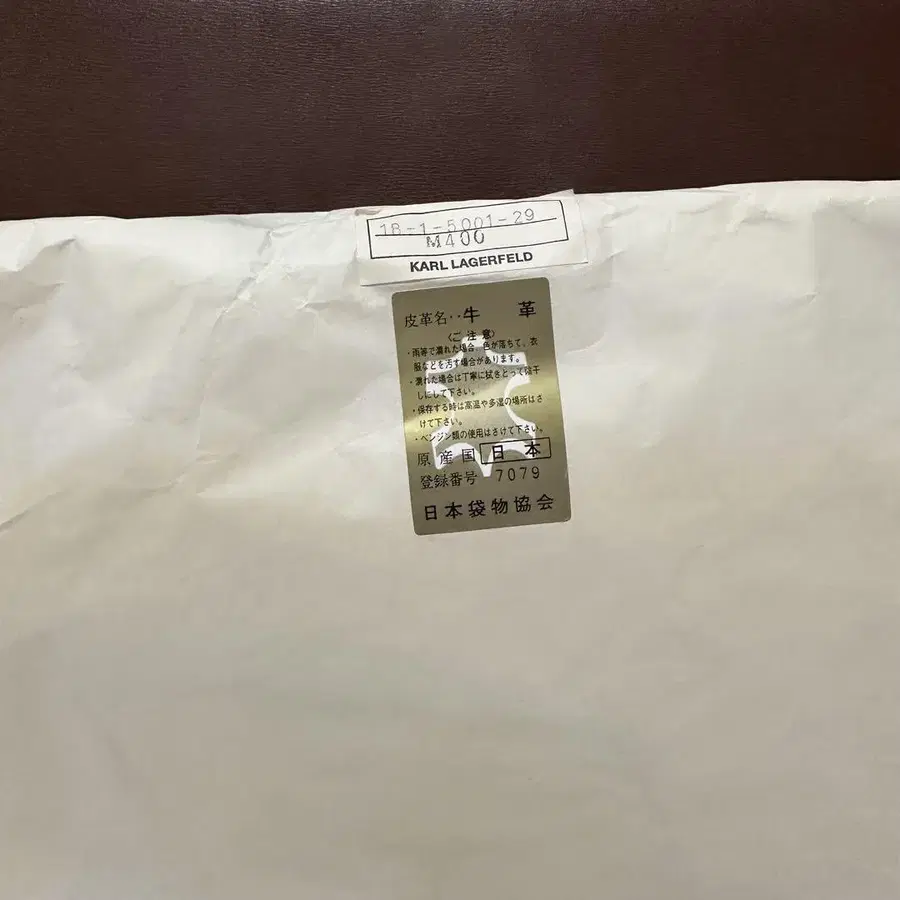 1B-1-5001-29
M400
KARL LAGERFELD
皮革名‥牛 革
〈ご 注 意〉
・雨等で濡れた場合、色が落ちて、衣
服などを汚す場合があります。
・濡れた場合は丁寧に拭きとって陰干
しにして下さい。
・保存する時は高温や多湿の場所はさ
けて下さい。
・ベンジン類の使用はさけて下さい。
原 産 国 日 本
登録番号 7079
日本袋物協会